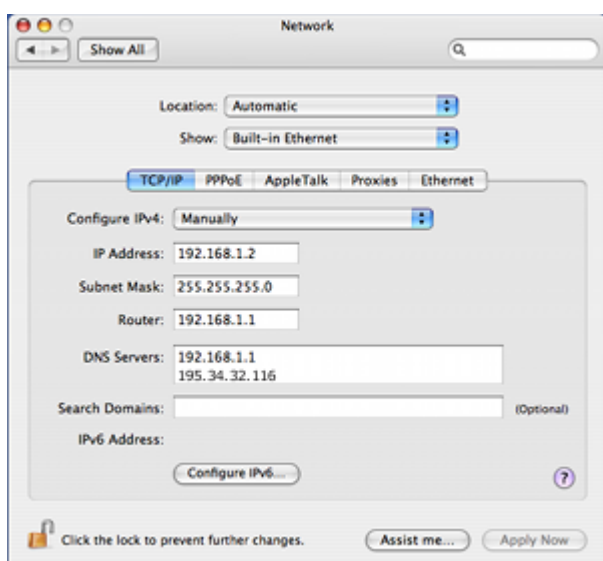 Network
Show All
Location: Automatic
Show: Built-in Ethernet
TCP/IP PPPoE AppleTalk Proxies Ethernet
Configure IPv4: Manually
IP Address: 192.168.1.2
Subnet Mask: 255.255.255.0
Router: 192.168.1.1
DNS Servers: 192.168.1.1
195.34.32.116
Search Domains: (Optional)
IPv6 Address:
Configure IPv6...
?
Click the lock to prevent further changes. Assist me... Apply Now